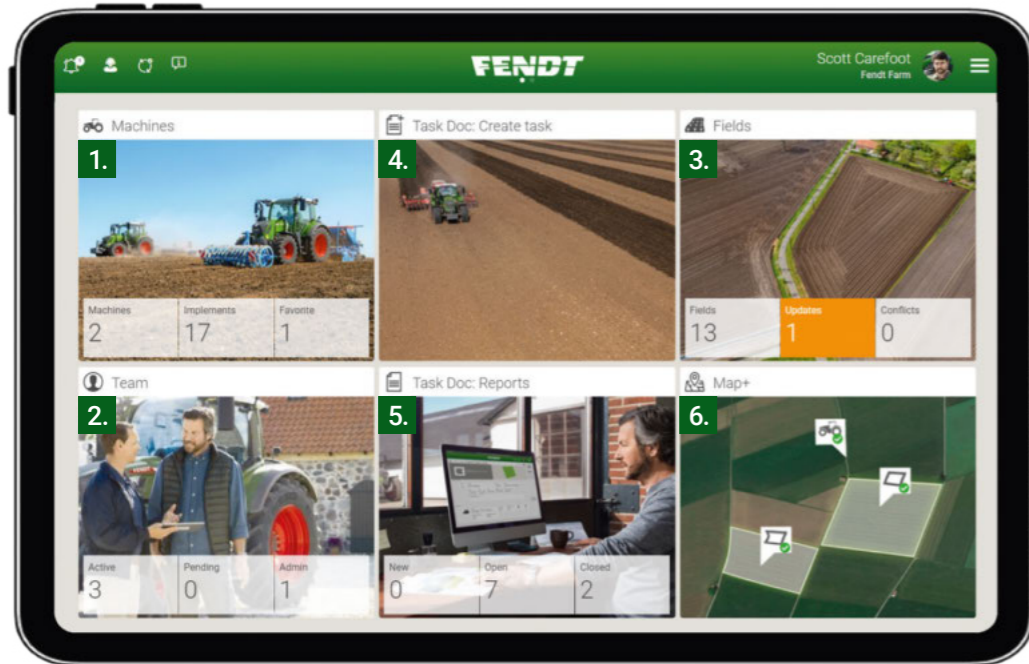 FENDT
Scott Carefoot
Fendt Farm
Machines
1.
Machines
2
Implements
17
Favorite
1
Task Doc: Create task
4.
Fields
3.
Fields
13
Updates
1
Conflicts
0
Team
2.
Active
3
Pending
0
Admin
1
Task Doc: Reports
5.
New
0
Open
7
Closed
2
Map+
6.